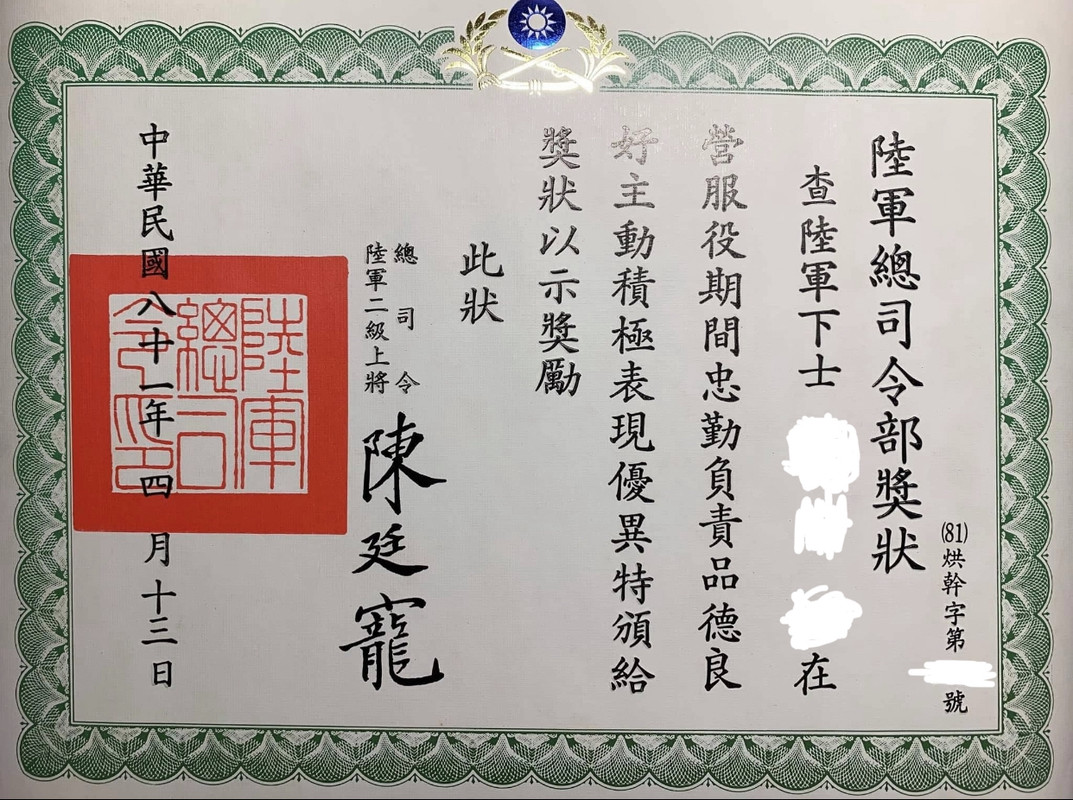 陸軍總司令部獎狀
(81)烘幹字第
號
查陸軍下士
在
營服役期間忠勤負責品德良
好主動積極表現優異特頒給
獎狀以示獎勵
此狀
總司令
陸軍二級上將
陳廷寵
中華民國八十一年四月十三日
陸軍
總司
令印